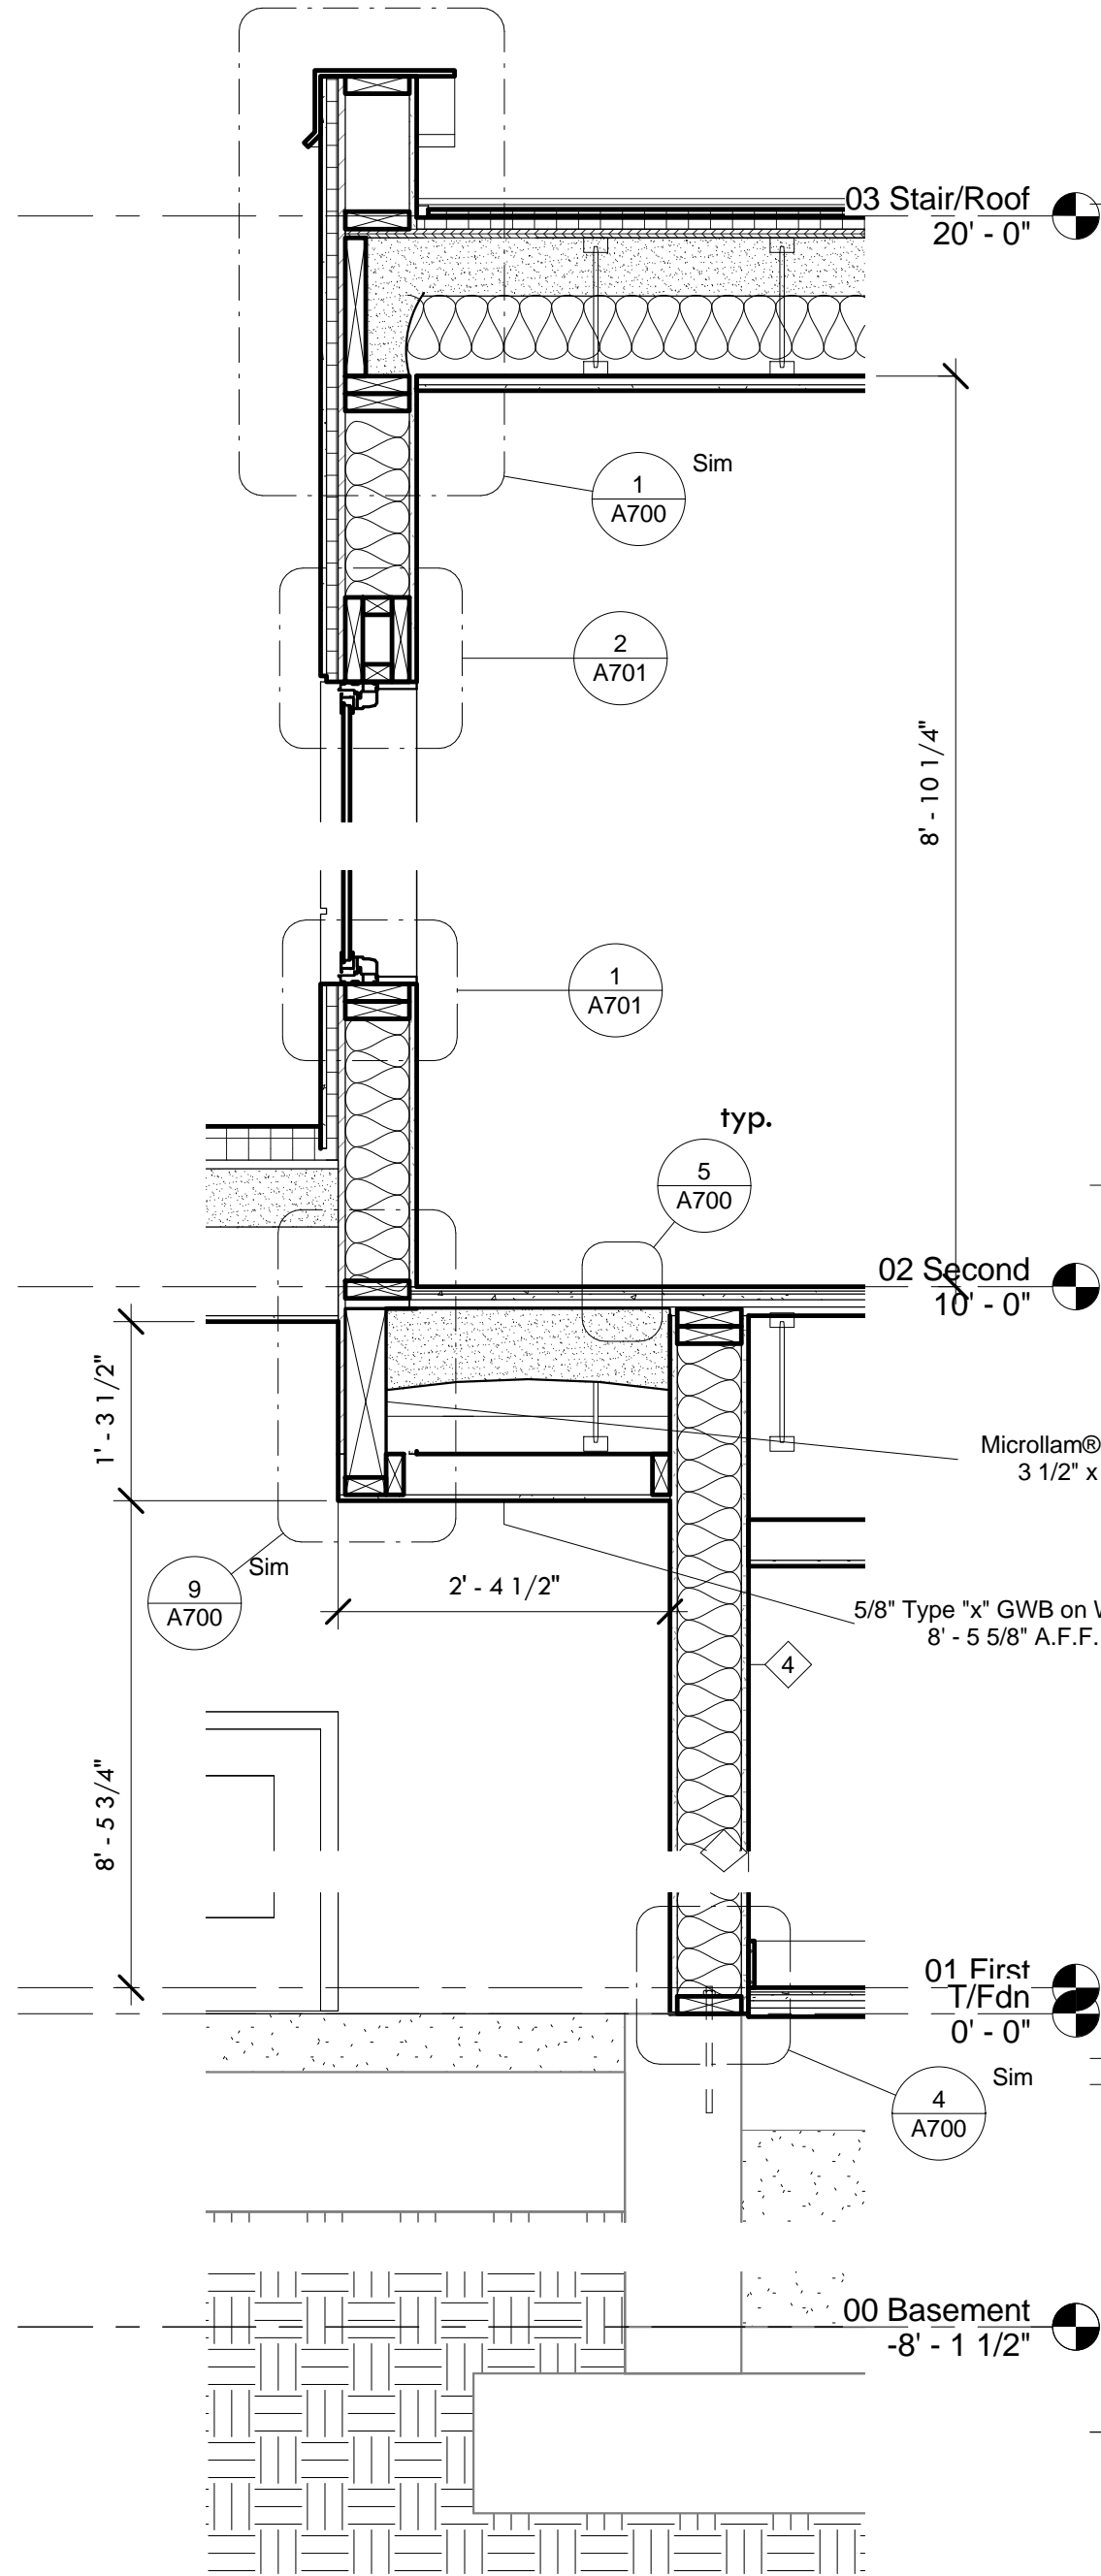 03 Stair/Roof
20' - 0"
Sim
1
A700
2
A701
8' - 10 1/4"
1
A701
typ.
5
A700
02 Second
10' - 0"
1' - 3 1/2"
Microllam®
3 1/2" x
Sim
9
A700
2' - 4 1/2"
5/8" Type "x" GWB on
8' - 5 5/8" A.F.F.
4
8' - 5 3/4"
01 First
T/Fdn
0' - 0"
Sim
4
A700
00 Basement
-8' - 1 1/2"